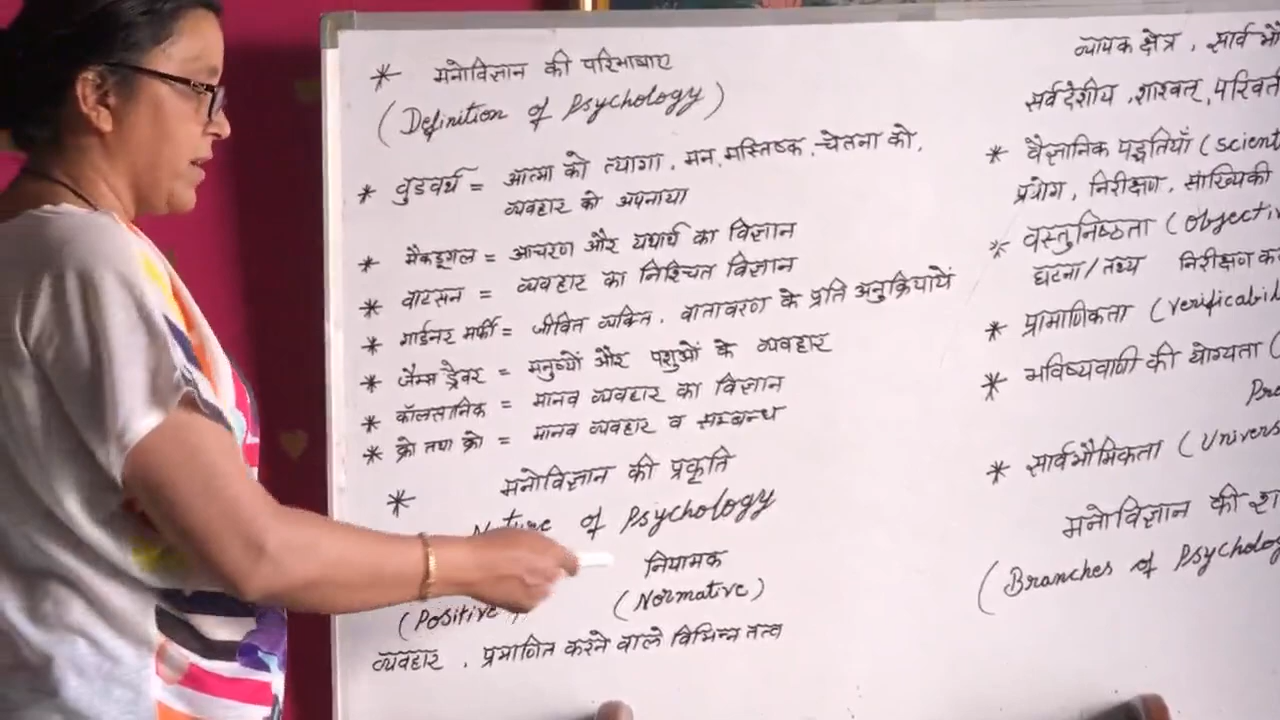 * मनोविज्ञान की परिभाषाए
(Definition of Psychology)
* वुडवर्थ = आत्मा को त्यागा, मन, मस्तिष्क, चेतना को,
व्यवहार को अपनाया
* मैकडूगल = आचरण और यथार्थ का विज्ञान
* वाटसन = व्यवहार का निश्चित विज्ञान
* गार्डनर मर्फी = जीवित व्यक्ति, वातावरण के प्रति अनुक्रियायें
* जैम्स ड्रेवर = मनुष्यों और पशुओं के व्यवहार
* कॉलसानिक = मानव व्यवहार का विज्ञान
* क्रो तथा क्रो = मानव व्यवहार व सम्बन्ध
* मनोविज्ञान की प्रकृति
Nature of Psychology
नियामक
(Positive
(Normative)
व्यवहार, प्रमाणित करने वाले विभिन्न तत्व
व्यापक क्षेत्र, सार्वभौ
सर्वदेशीय, शास्वत्, परिवर्त
* वैज्ञानिक पद्धतियाँ (scient
प्रयोग, निरीक्षण, सांख्यिकी
* वस्तुनिष्ठता (objecti
घटना/तथ्य निरीक्षण क
* प्रामाणिकता (verificabil
* भविष्यवाणी की योग्यता (
Pre
* सार्वभौमिकता (Univers
मनोविज्ञान की शा
(Branches of Psycholog